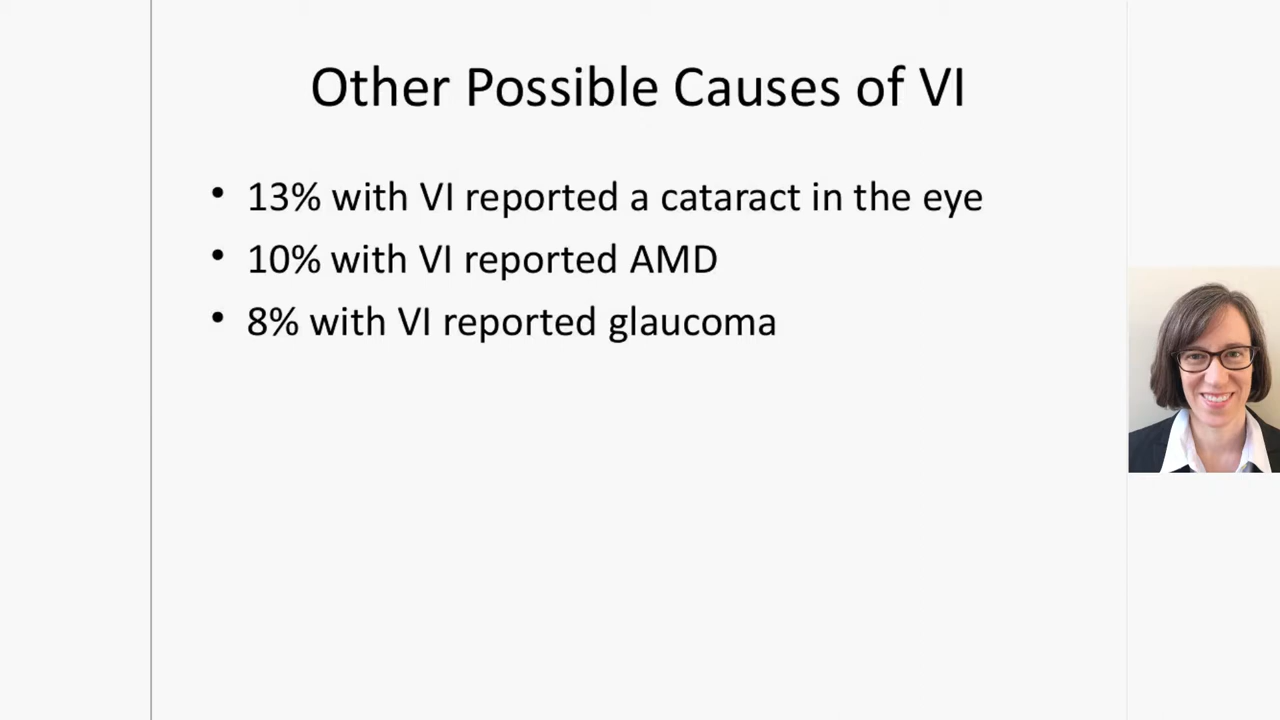 Other Possible Causes of VI
• 13% with VI reported a cataract in the eye
• 10% with VI reported AMD
• 8% with VI reported glaucoma